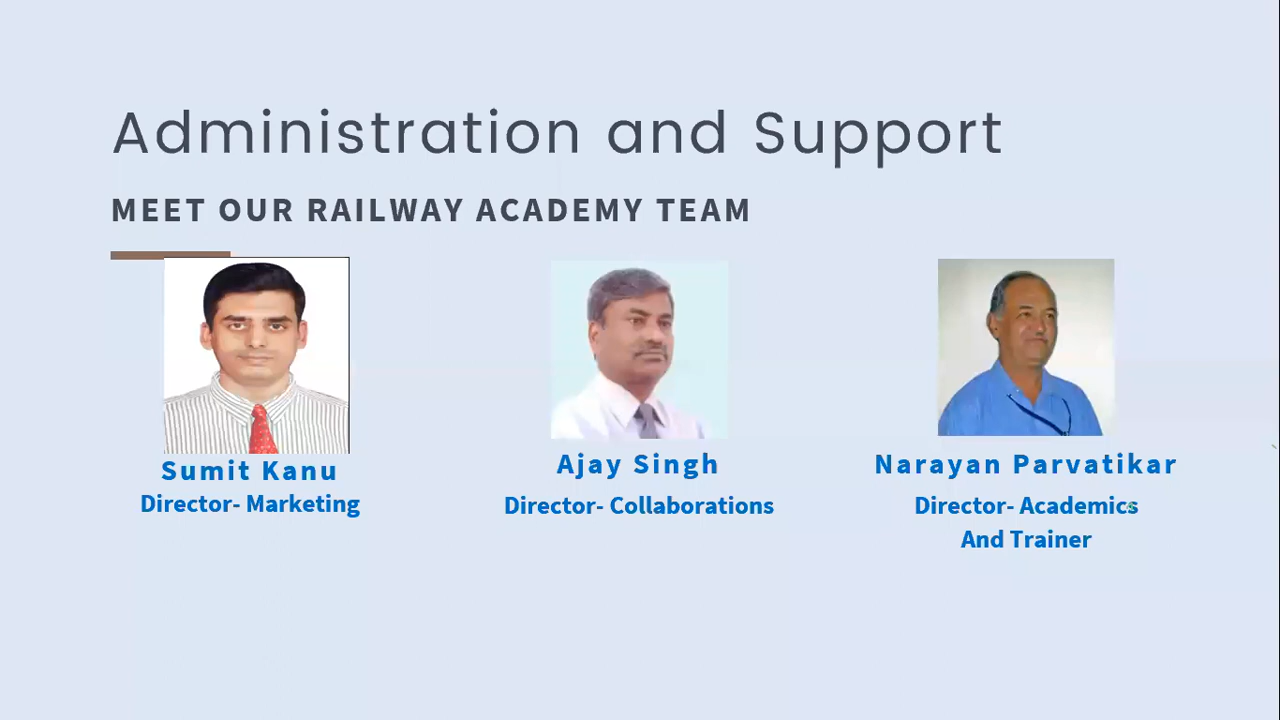 Administration and Support
MEET OUR RAILWAY ACADEMY TEAM
Sumit Kanu
Director- Marketing
Ajay Singh
Director- Collaborations
Narayan Parvatikar
Director- Academics
And Trainer